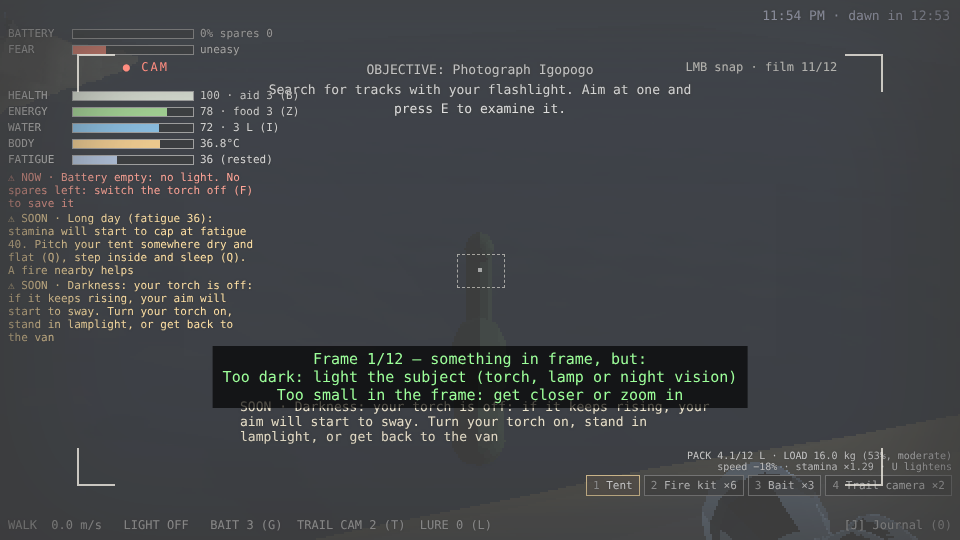 11:54 PM · dawn in 12:53
BATTERY 0% spares 0
FEAR uneasy
● CAM
OBJECTIVE: Photograph Igopogo
LMB snap · film 11/12
Search for tracks with your flashlight. Aim at one and
press E to examine it.
HEALTH 100 · aid 3 (B)
ENERGY 78 · food 3 (Z)
WATER 72 · 3 L (I)
BODY 36.8°C
FATIGUE 36 (rested)
⚠ NOW · Battery empty: no light. No
spares left: switch the torch off (F)
to save it
⚠ SOON · Long day (fatigue 36):
stamina will start to cap at fatigue
40. Pitch your tent somewhere dry and
flat (Q), step inside and sleep (Q).
A fire nearby helps
⚠ SOON · Darkness: your torch is off:
if it keeps rising, your aim will
start to sway. Turn your torch on,
stand in lamplight, or get back to
the van
Frame 1/12 — something in frame, but:
Too dark: light the subject (torch, lamp or night vision)
Too small in the frame: get closer or zoom in
SOON · Darkness: your torch is off: if it keeps rising, your
aim will start to sway. Turn your torch on, stand in
lamplight, or get back to the van
PACK 4.1/12 L · LOAD 16.0 kg (53%, moderate)
speed −18% · stamina ×1.29 · U lightens
1 Tent 2 Fire kit ×6 3 Bait ×3 4 Trail camera ×2
WALK 0.0 m/s LIGHT OFF BAIT 3 (G) TRAIL CAM 2 (T) LURE 0 (L)
[J] Journal (0)